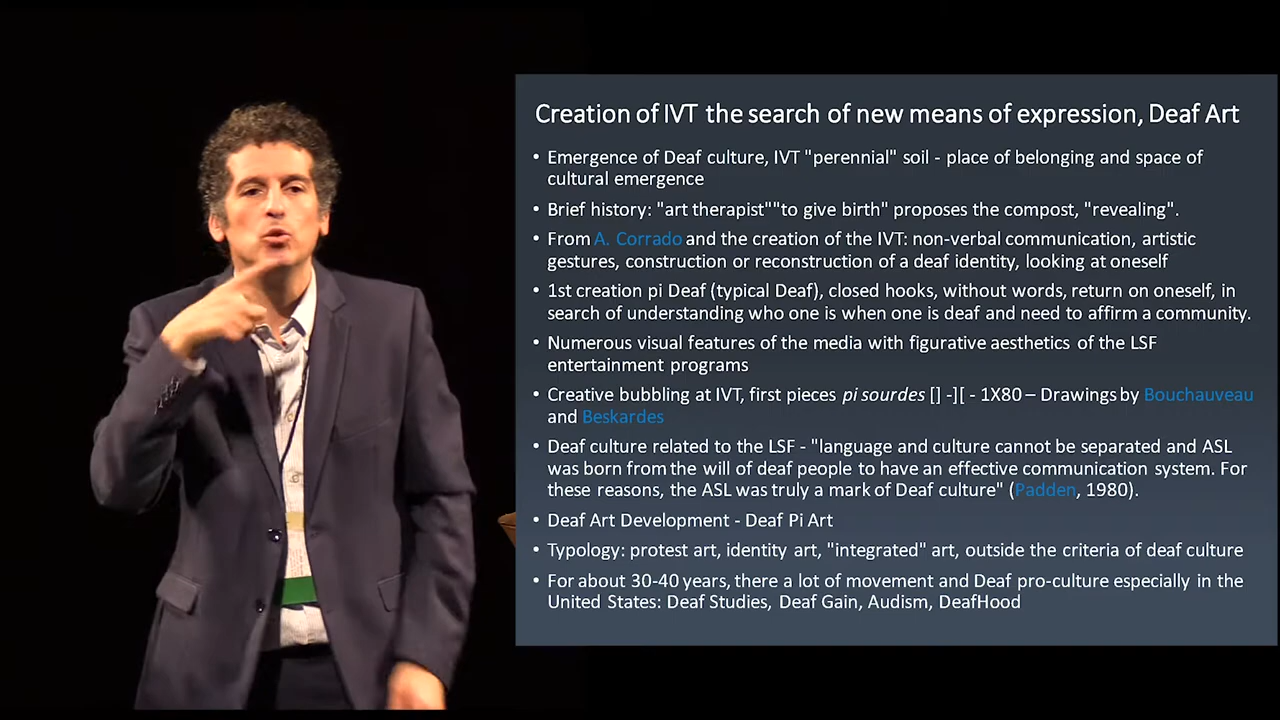 Creation of IVT the search of new means of expression, Deaf Art
• Emergence of Deaf culture, IVT "perennial" soil - place of belonging and space of
cultural emergence
• Brief history: "art therapist""to give birth" proposes the compost, "revealing".
• From A. Corrado and the creation of the IVT: non-verbal communication, artistic
gestures, construction or reconstruction of a deaf identity, looking at oneself
• 1st creation pi Deaf (typical Deaf), closed hooks, without words, return on oneself, in
search of understanding who one is when one is deaf and need to affirm a community.
• Numerous visual features of the media with figurative aesthetics of the LSF
entertainment programs
• Creative bubbling at IVT, first pieces pi sourdes [] -][ - 1X80 – Drawings by Bouchauveau
and Beskardes
• Deaf culture related to the LSF - "language and culture cannot be separated and ASL
was born from the will of deaf people to have an effective communication system. For
these reasons, the ASL was truly a mark of Deaf culture" (Padden, 1980).
• Deaf Art Development - Deaf Pi Art
• Typology: protest art, identity art, "integrated" art, outside the criteria of deaf culture
• For about 30-40 years, there a lot of movement and Deaf pro-culture especially in the
United States: Deaf Studies, Deaf Gain, Audism, DeafHood